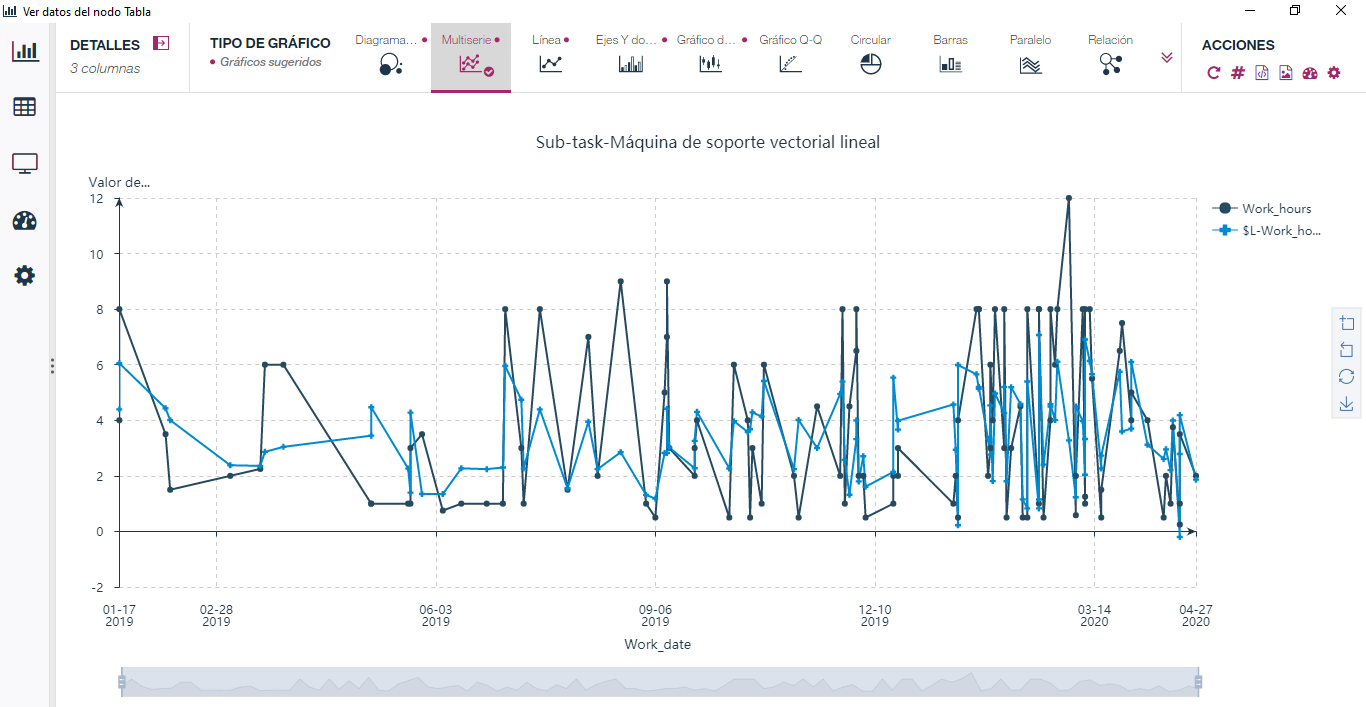 Ver datos del nodo Tabla
DETALLES
3 columnas
TIPO DE GRÁFICO
Gráficos sugeridos
Diagrama...
Multiserie
Línea
Ejes Y do...
Gráfico d...
Gráfico Q-Q
Circular
Barras
Paralelo
Relación
ACCIONES
Sub-task-Máquina de soporte vectorial lineal
Valor de...
12
10
8
6
4
2
0
-2
Work_hours
$L-Work_ho...
01-17
2019
02-28
2019
06-03
2019
09-06
2019
12-10
2019
03-14
2020
04-27
2020
Work_date